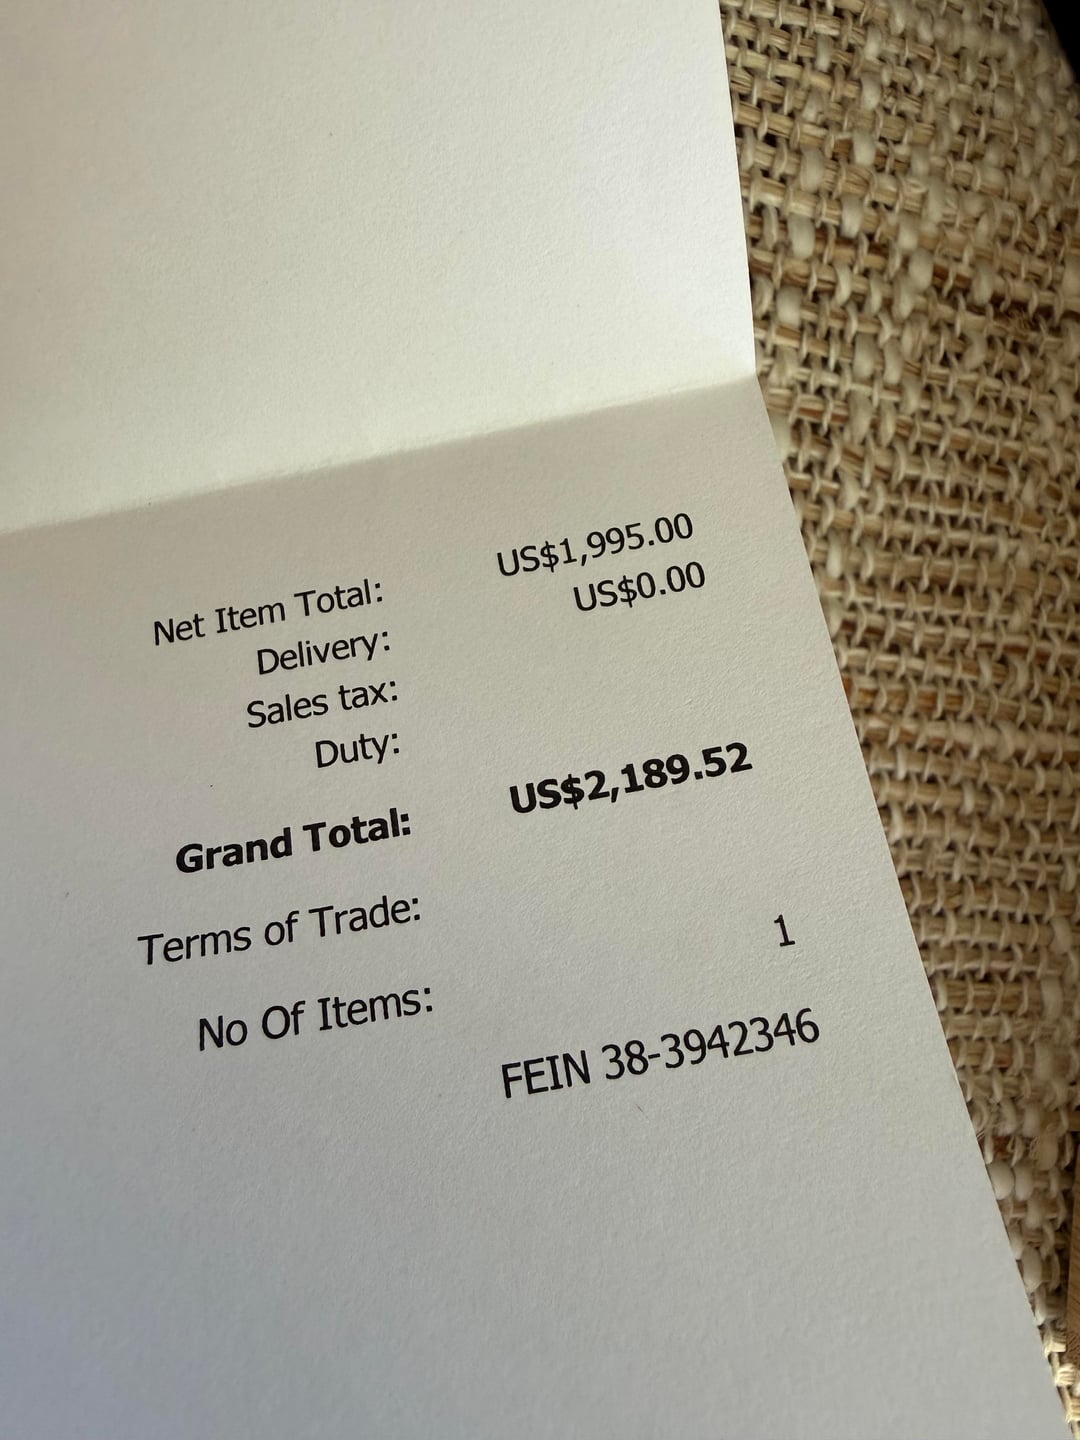 Net Item Total: US$1,995.00
Delivery: US$0.00
Sales tax:
Duty:
Grand Total: US$2,189.52
Terms of Trade:
No Of Items: 1
FEIN 38-3942346